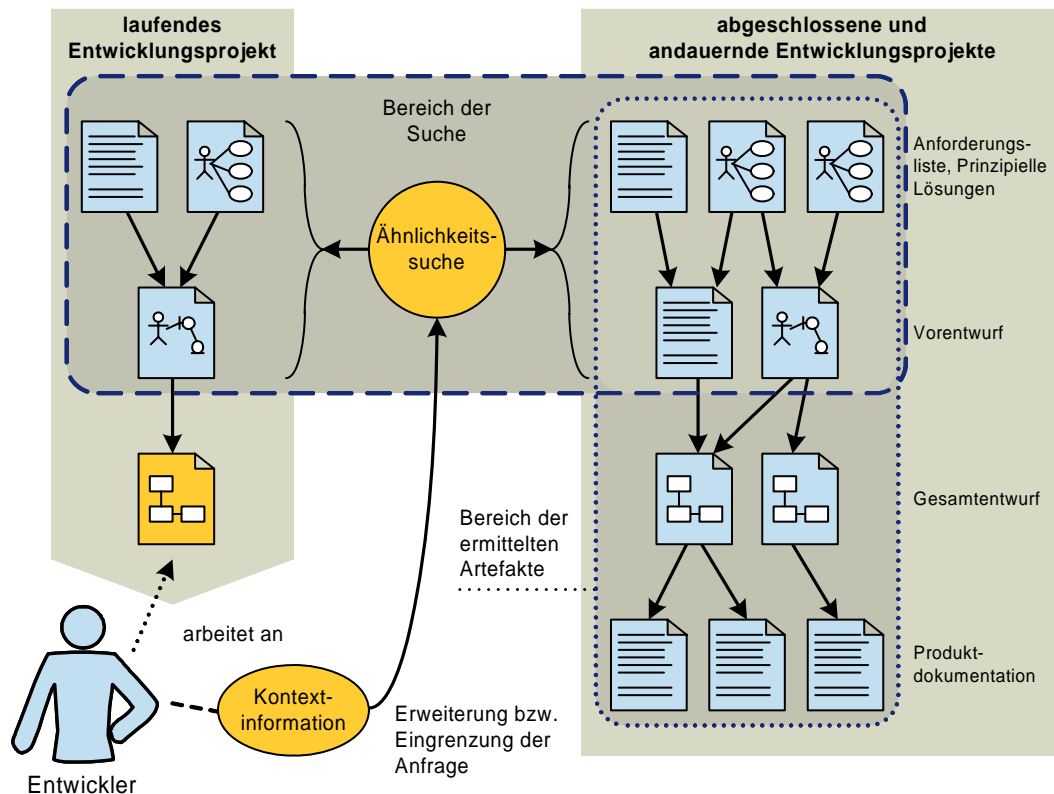 laufendes
Entwicklungsprojekt
abgeschlossene und
andauernde Entwicklungsprojekte
Bereich der
Suche
Anforderungs-
liste, Prinzipielle
Lösungen
Ähnlichkeits-
suche
Vorentwurf
Gesamtentwurf
Bereich der
ermittelten
Artefakte
arbeitet an
Produkt-
dokumentation
Kontext-
information
Erweiterung bzw.
Eingrenzung der
Anfrage
Entwickler